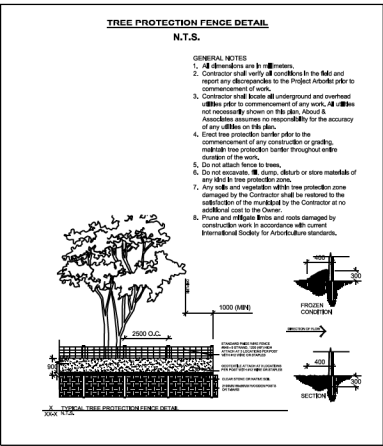 TREE PROTECTION FENCE DETAIL
N.T.S.
GENERAL NOTES
1. All dimensions are in millimeters.
2. Contractor shall verify all conditions in the field and
report any discrepancies to the Project Arborist prior to
commencement of work.
3. Contractor shall locate all underground and overhead
utilities prior to commencement of any work. All utilities
not necessarily shown on this plan, Aboud &
Associates assumes no responsibility for the accuracy
of any utilities on this plan.
4. Erect tree protection barrier prior to the
commencement of any construction or grading,
maintain tree protection barrier throughout entire
duration of the work.
5. Do not attach fence to trees,
6. Do not excavate, fill, dump, disturb or store materials of
any kind in tree protection zone.
7. Any soils and vegetation within tree protection zone
damaged by the Contractor shall be restored to the
satisfaction of the municipal by the Contractor at no
additional cost to the Owner.
8. Prune and mitigate limbs and roots damaged by
construction work in accordance with current
International Society for Arboriculture standards.
400
300
FROZEN
CONDITION
1000 (MIN)
2500 O.C.
DIRECTION OF FLOW
900
400
300
SECTION
X TYPICAL TREE PROTECTION FENCE DETAIL
XX-X N.T.S.